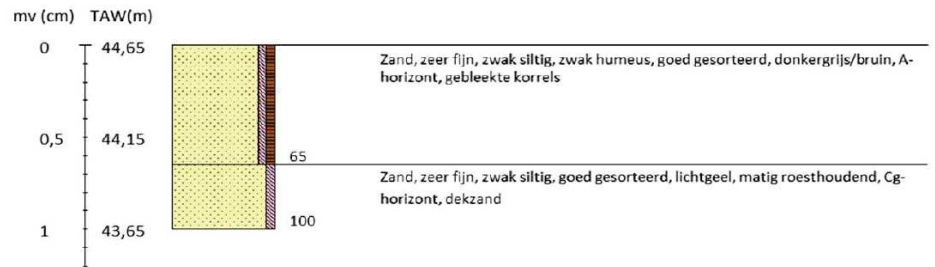 mv (cm) TAW(m)
0 44,65
Zand, zeer fijn, zwak siltig, zwak humeus, goed gesorteerd, donkergrijs/bruin, A-
horizont, gebleekte korrels
0,5 44,15
65
Zand, zeer fijn, zwak siltig, goed gesorteerd, lichtgeel, matig roesthoudend, Cg-
horizont, dekzand
100
1 43,65